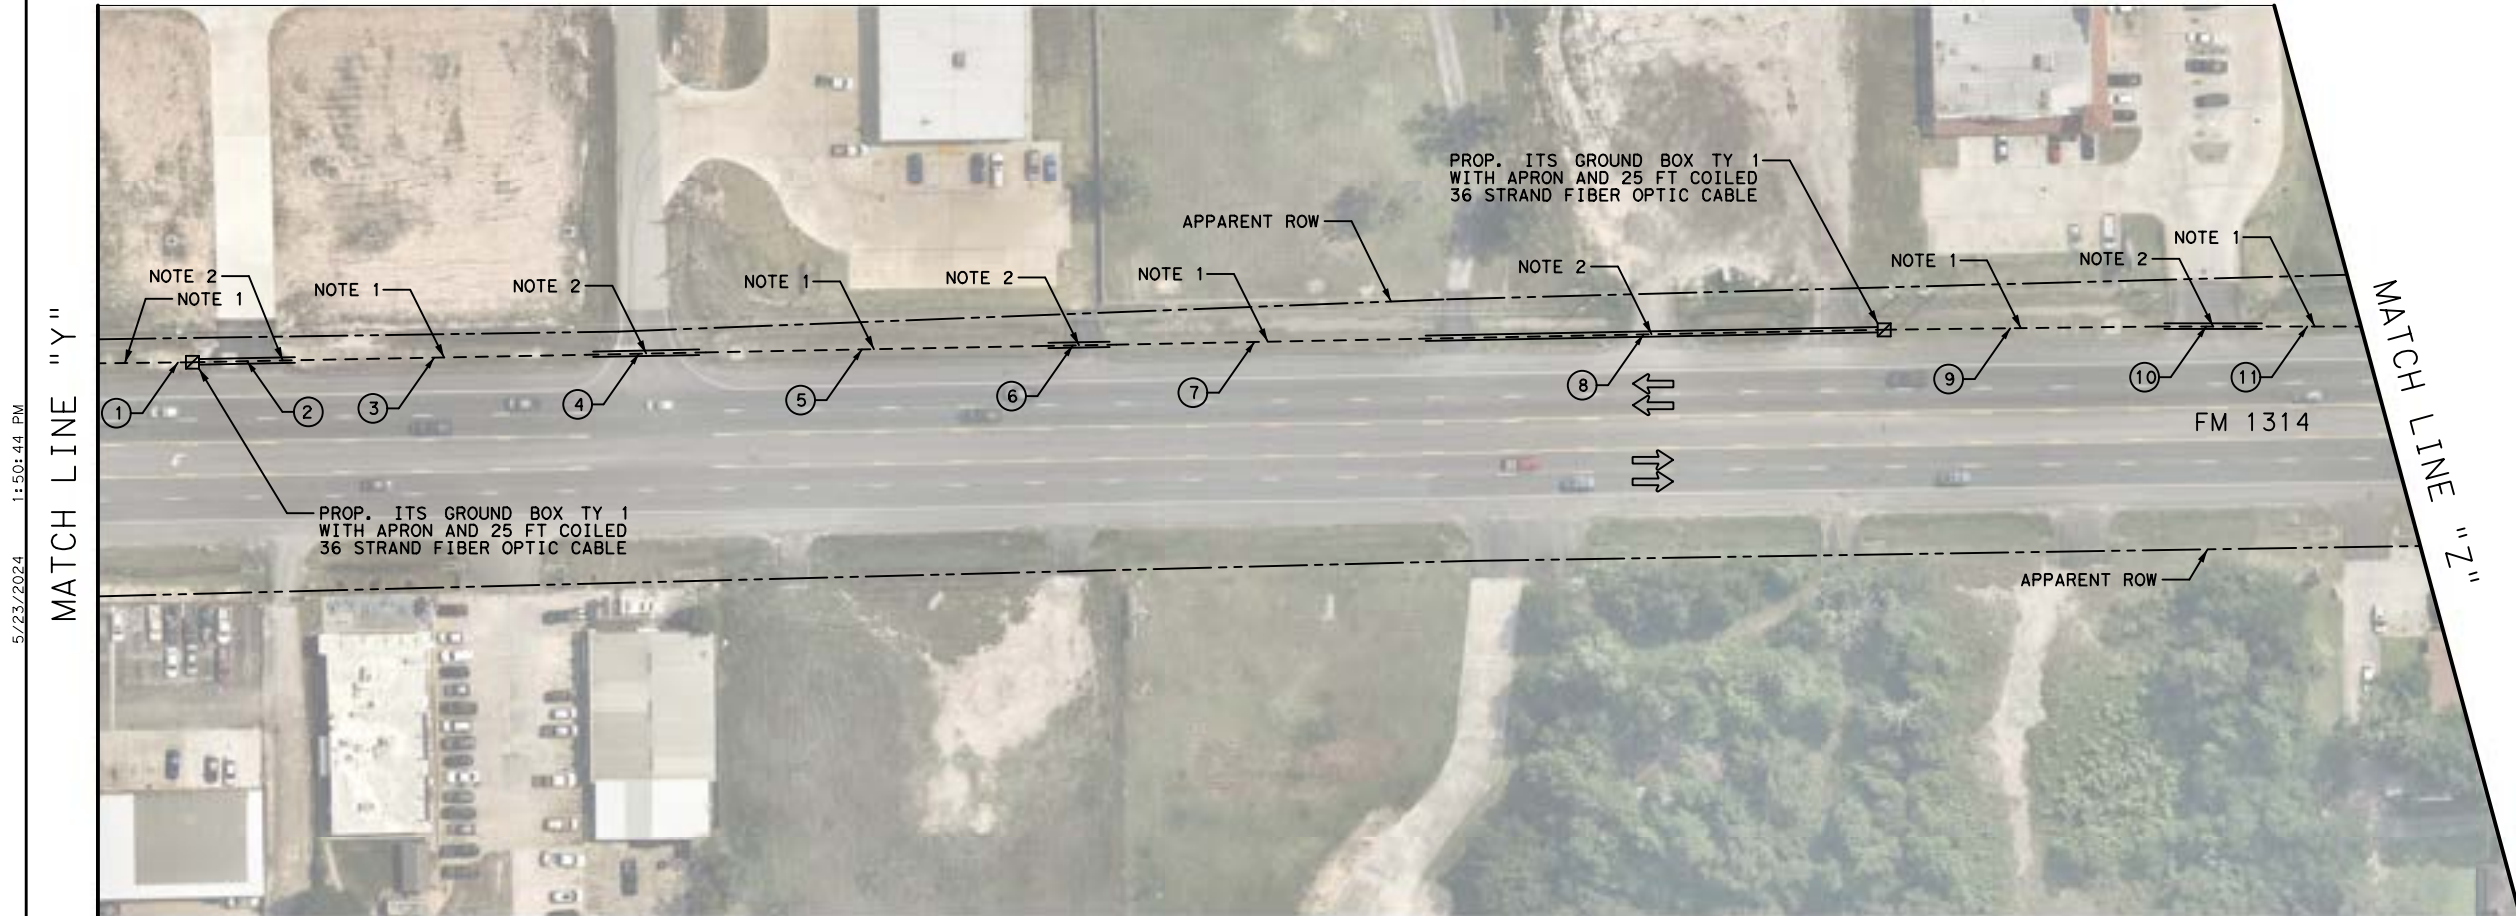 5/23/2024 1:50:44 PM
MATCH LINE "Y"
PROP. ITS GROUND BOX TY 1
WITH APRON AND 25 FT COILED
36 STRAND FIBER OPTIC CABLE
APPARENT ROW
NOTE 2
NOTE 1
NOTE 1
NOTE 2
NOTE 1
NOTE 2
NOTE 1
NOTE 2
NOTE 1
NOTE 2
NOTE 1
1
2
3
4
5
6
7
8
9
10
11
FM 1314
PROP. ITS GROUND BOX TY 1
WITH APRON AND 25 FT COILED
36 STRAND FIBER OPTIC CABLE
APPARENT ROW
MATCH LINE "Z"